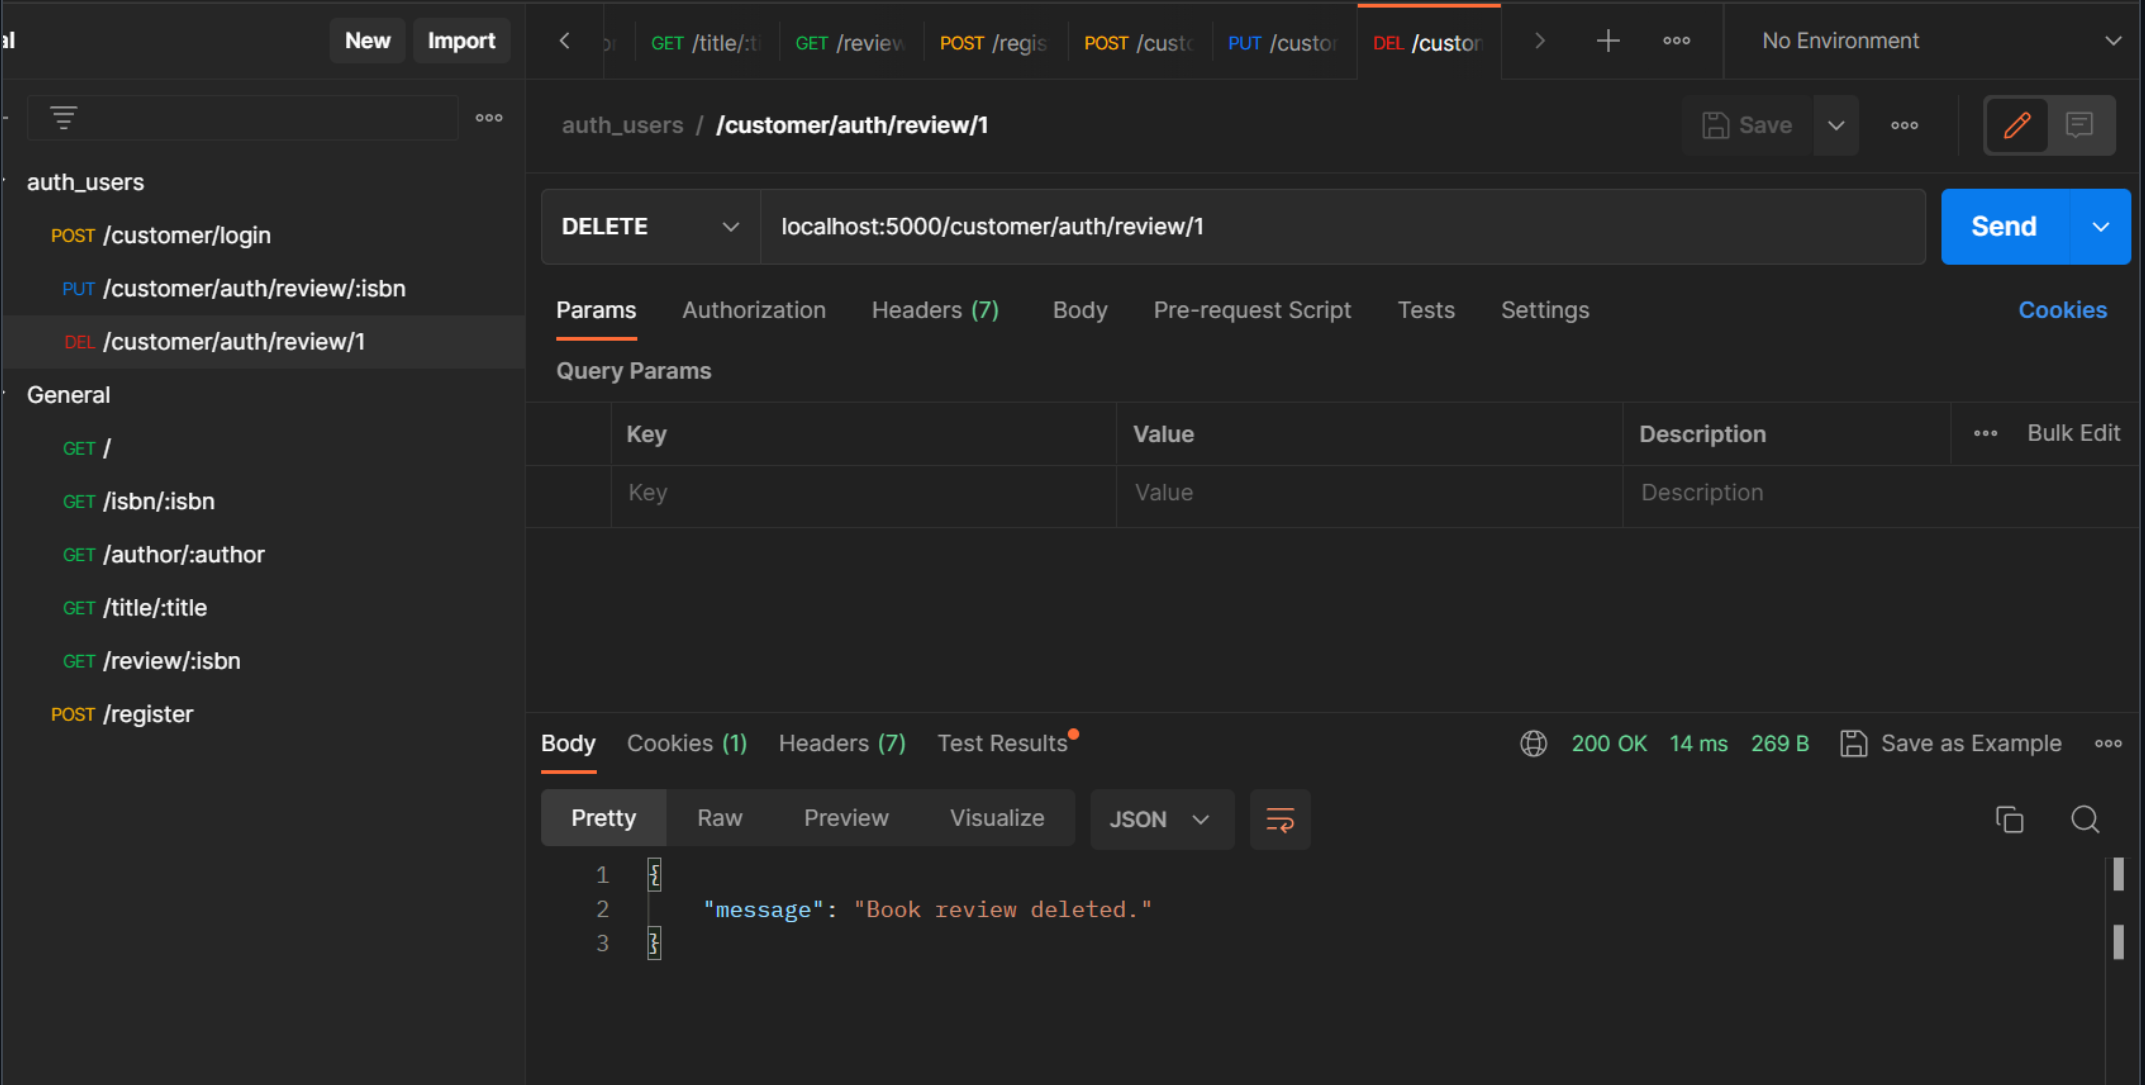 al
New Import
GET /title/:ti
GET /review
POST /regis
POST /custo
PUT /custor
DEL /custon
No Environment
auth_users / /customer/auth/review/1
Save
auth_users
POST /customer/login
PUT /customer/auth/review/:isbn
DEL /customer/auth/review/1
General
GET /
GET /isbn/:isbn
GET /author/:author
GET /title/:title
GET /review/:isbn
POST /register
DELETE localhost:5000/customer/auth/review/1 Send
Params Authorization Headers (7) Body Pre-request Script Tests Settings Cookies
Query Params
Key Value Description Bulk Edit
Key Value Description
Body Cookies (1) Headers (7) Test Results 200 OK 14 ms 269 B Save as Example
Pretty Raw Preview Visualize JSON
1 {
2 "message": "Book review deleted."
3 }